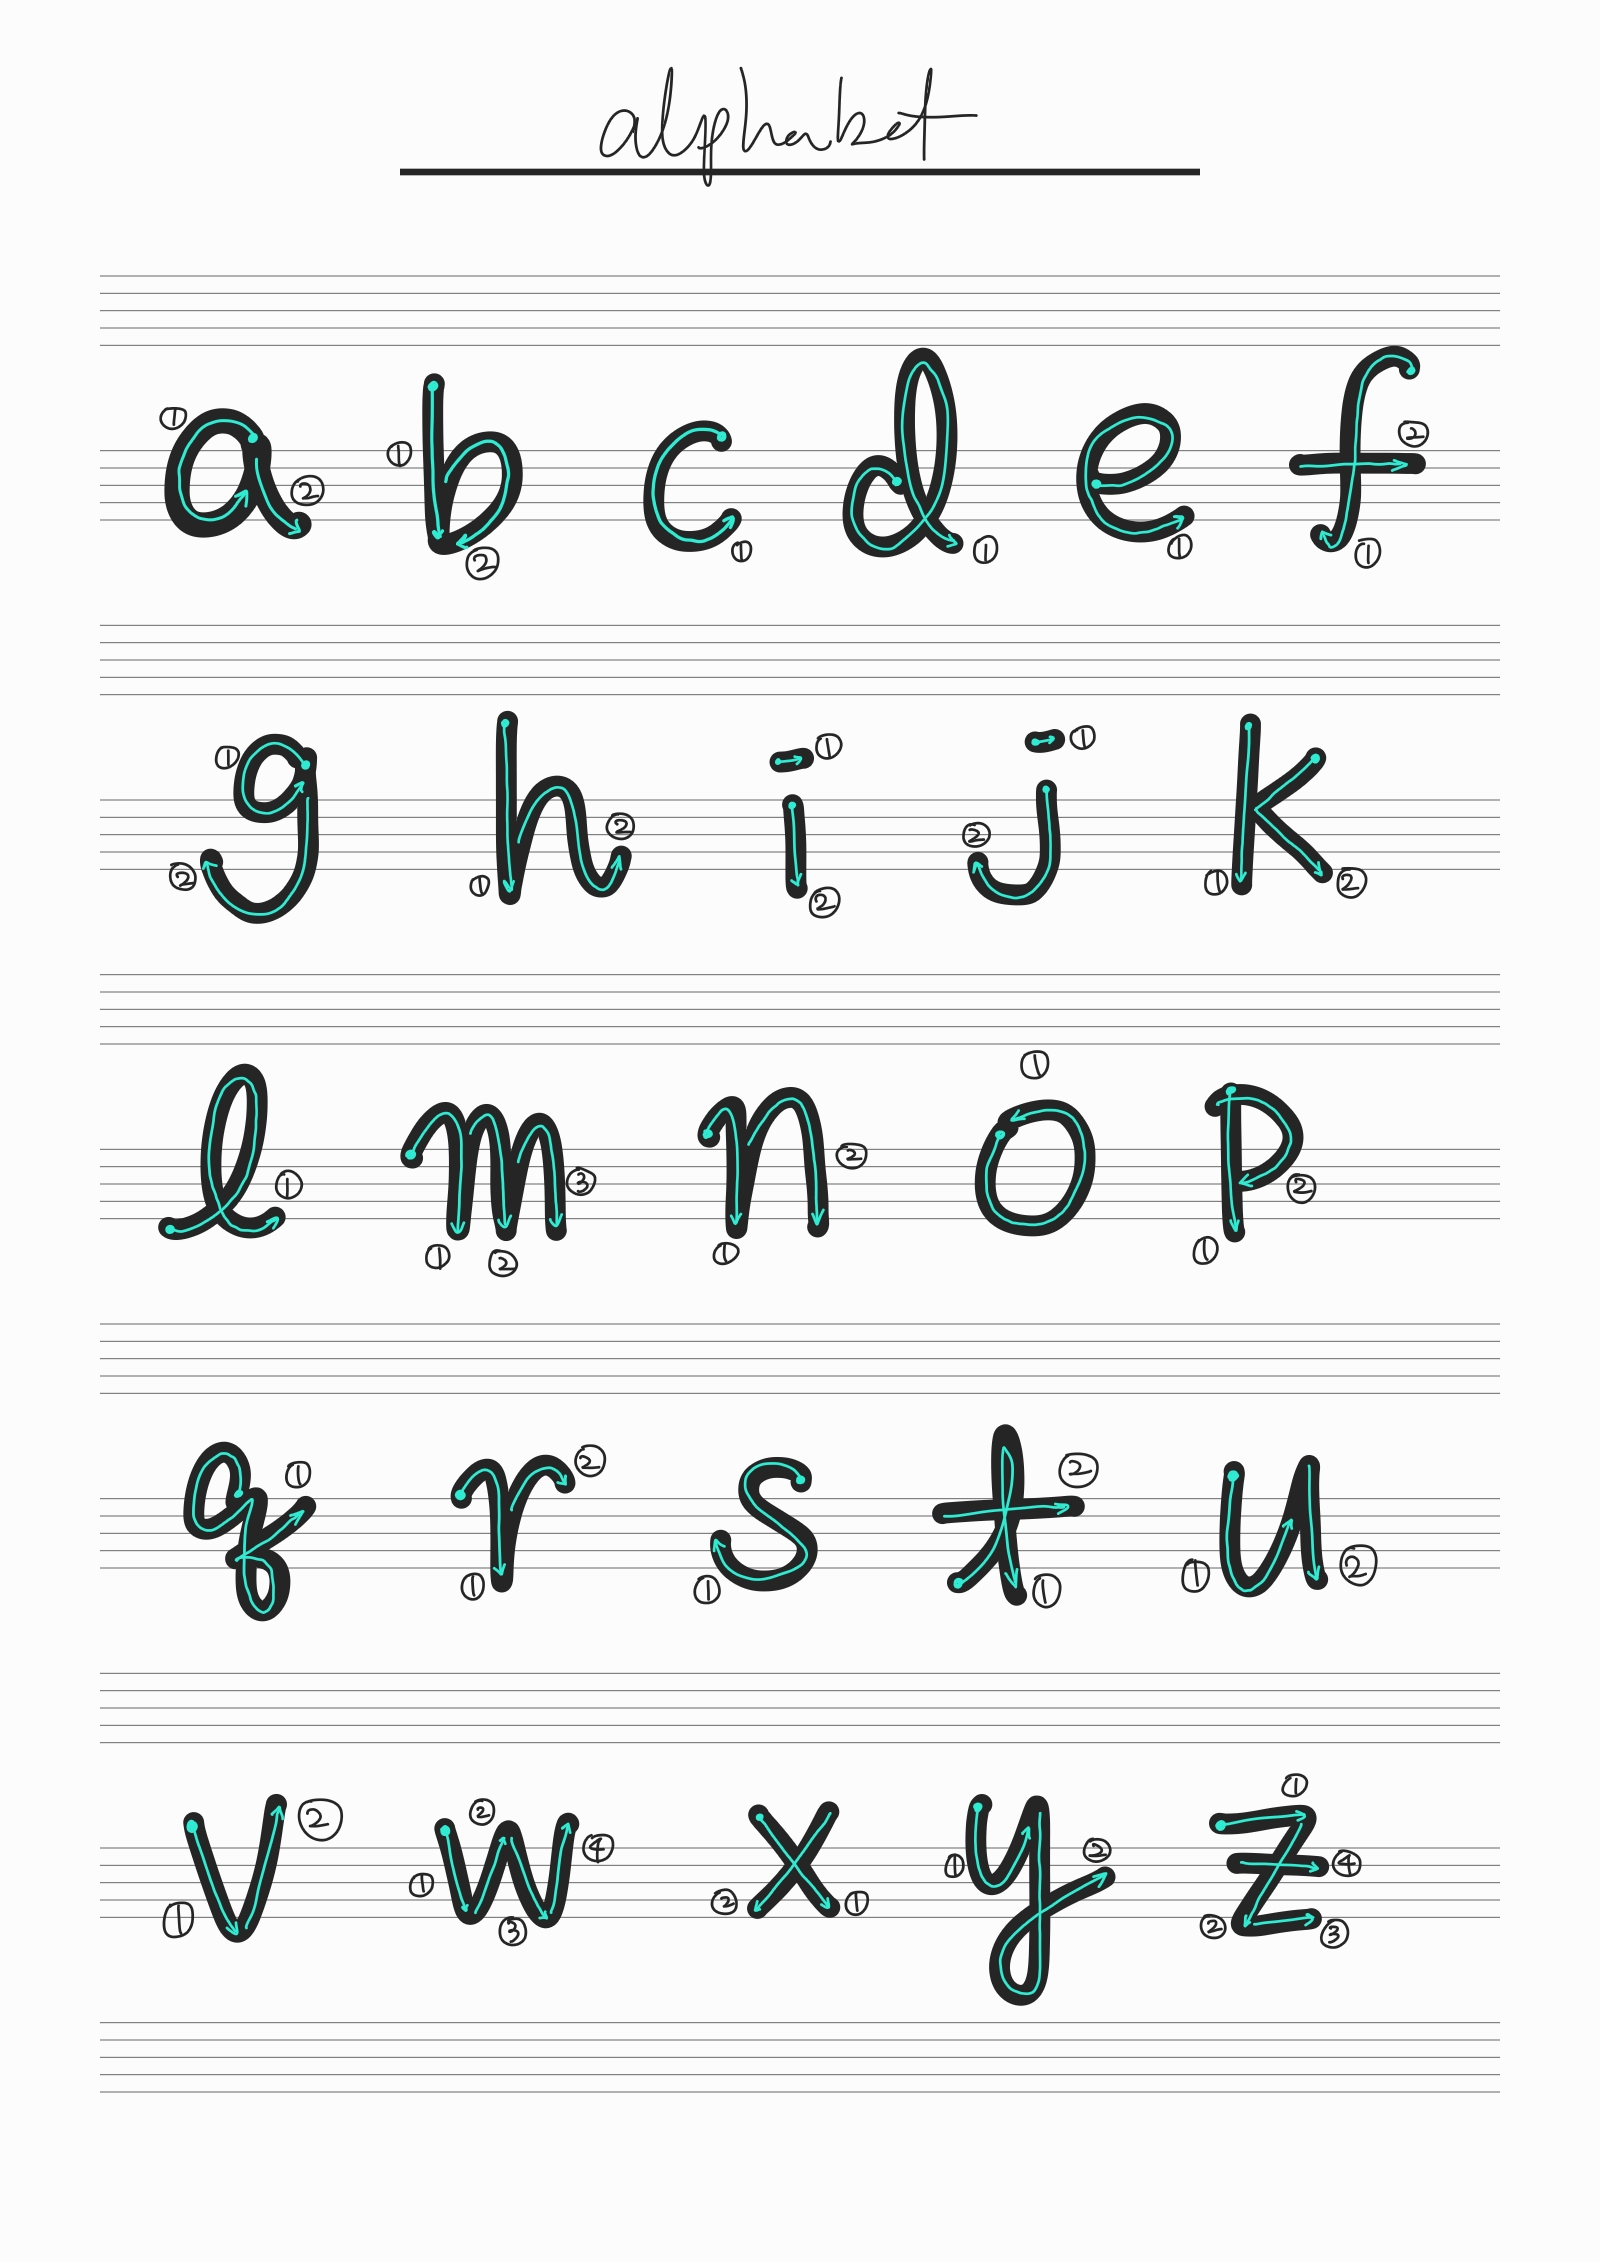 alphabet
① a ② ① b ② c ① d ① e ① f ② ①
① g ② ① h ② i ① ② j ① ② ① k ②
l ① m ① ② ③ n ① ② o ① p ① ②
q ① r ① ② s ① t ① ② ① u ②
① v ② ① w ② ③ ④ ② x ① ① y ② z ① ② ③ ④